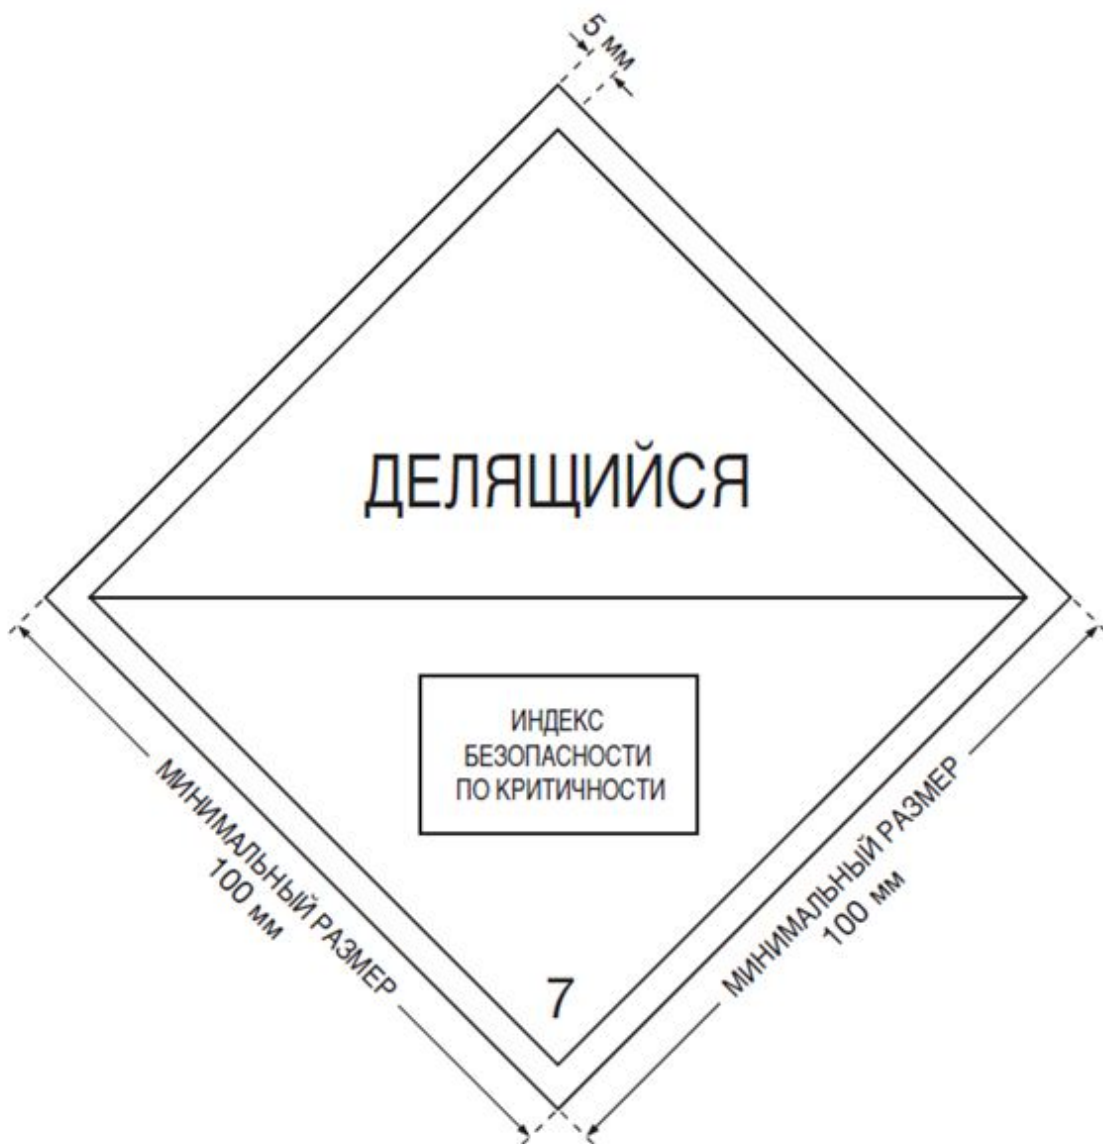 5 мм
ДЕЛЯЩИЙСЯ
ИНДЕКС
БЕЗОПАСНОСТИ
ПО КРИТИЧНОСТИ
МИНИМАЛЬНЫЙ РАЗМЕР
100 мм
МИНИМАЛЬНЫЙ РАЗМЕР
100 мм
7